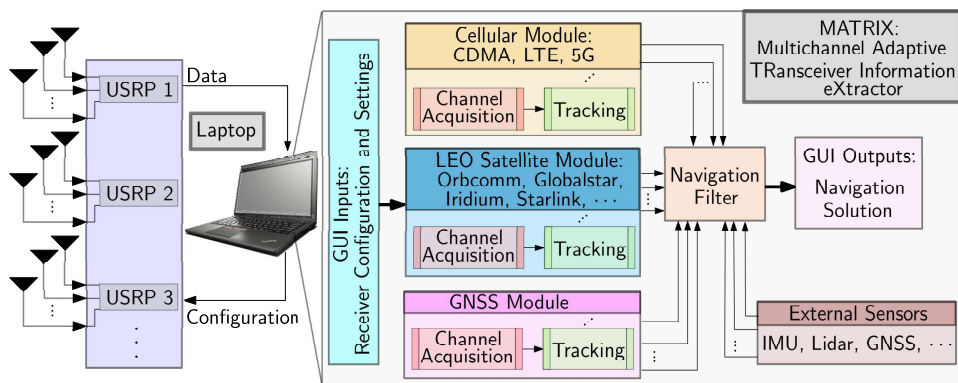 USRP 1
USRP 2
USRP 3
Data
Laptop
Configuration
GUI Inputs:
Receiver Configuration and Settings
Cellular Module:
CDMA, LTE, 5G
Channel
Acquisition
Tracking
LEO Satellite Module:
Orbcomm, Globalstar,
Iridium, Starlink, · · ·
Channel
Acquisition
Tracking
GNSS Module
Channel
Acquisition
Tracking
Navigation
Filter
MATRIX:
Multichannel Adaptive
TRansceiver Information
eXtractor
GUI Outputs:
Navigation
Solution
External Sensors
IMU, Lidar, GNSS, · · ·